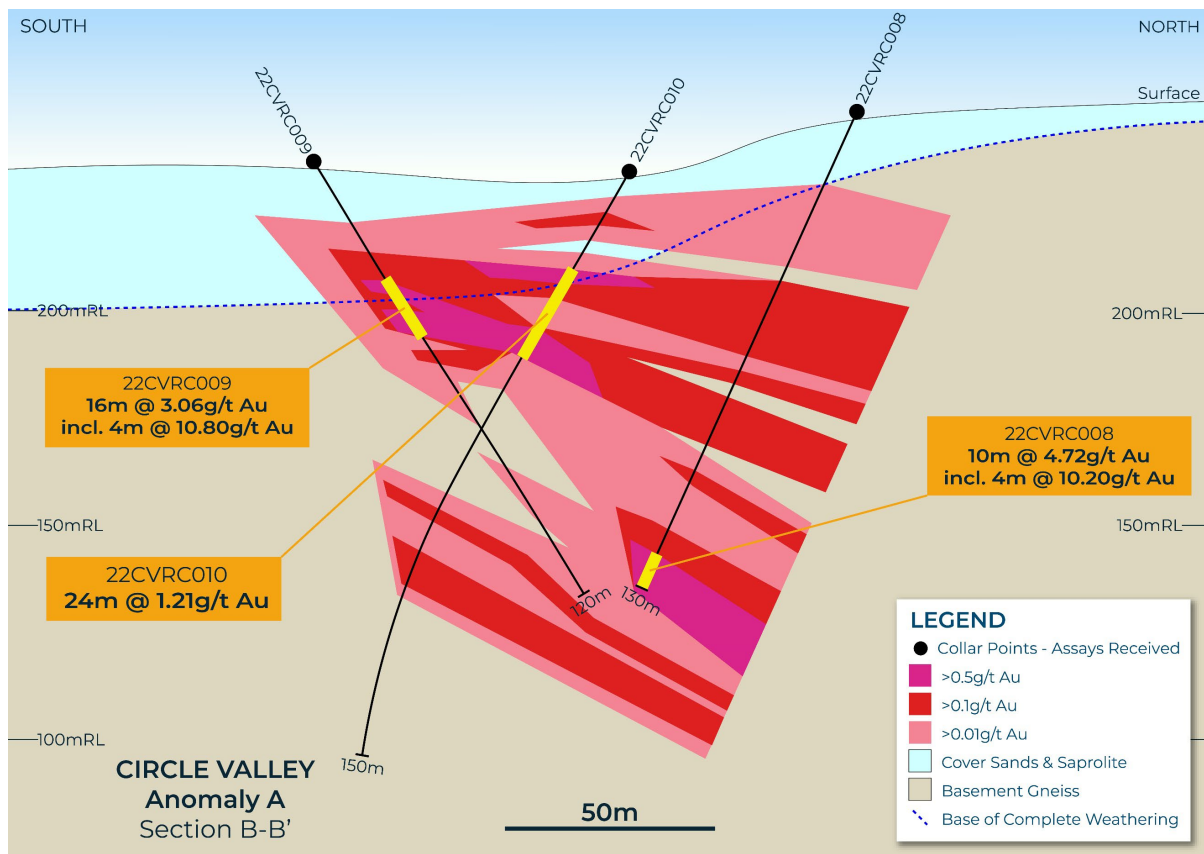 SOUTH
NORTH
22CVRC009
22CVRC010
22CVRC008
Surface
200mRL
200mRL
22CVRC009
16m @ 3.06g/t Au
incl. 4m @ 10.80g/t Au
22CVRC008
10m @ 4.72g/t Au
incl. 4m @ 10.20g/t Au
150mRL
150mRL
22CVRC010
24m @ 1.21g/t Au
120m
130m
100mRL
150m
CIRCLE VALLEY
Anomaly A
Section B-B'
50m
LEGEND
Collar Points - Assays Received
>0.5g/t Au
>0.1g/t Au
>0.01g/t Au
Cover Sands & Saprolite
Basement Gneiss
Base of Complete Weathering